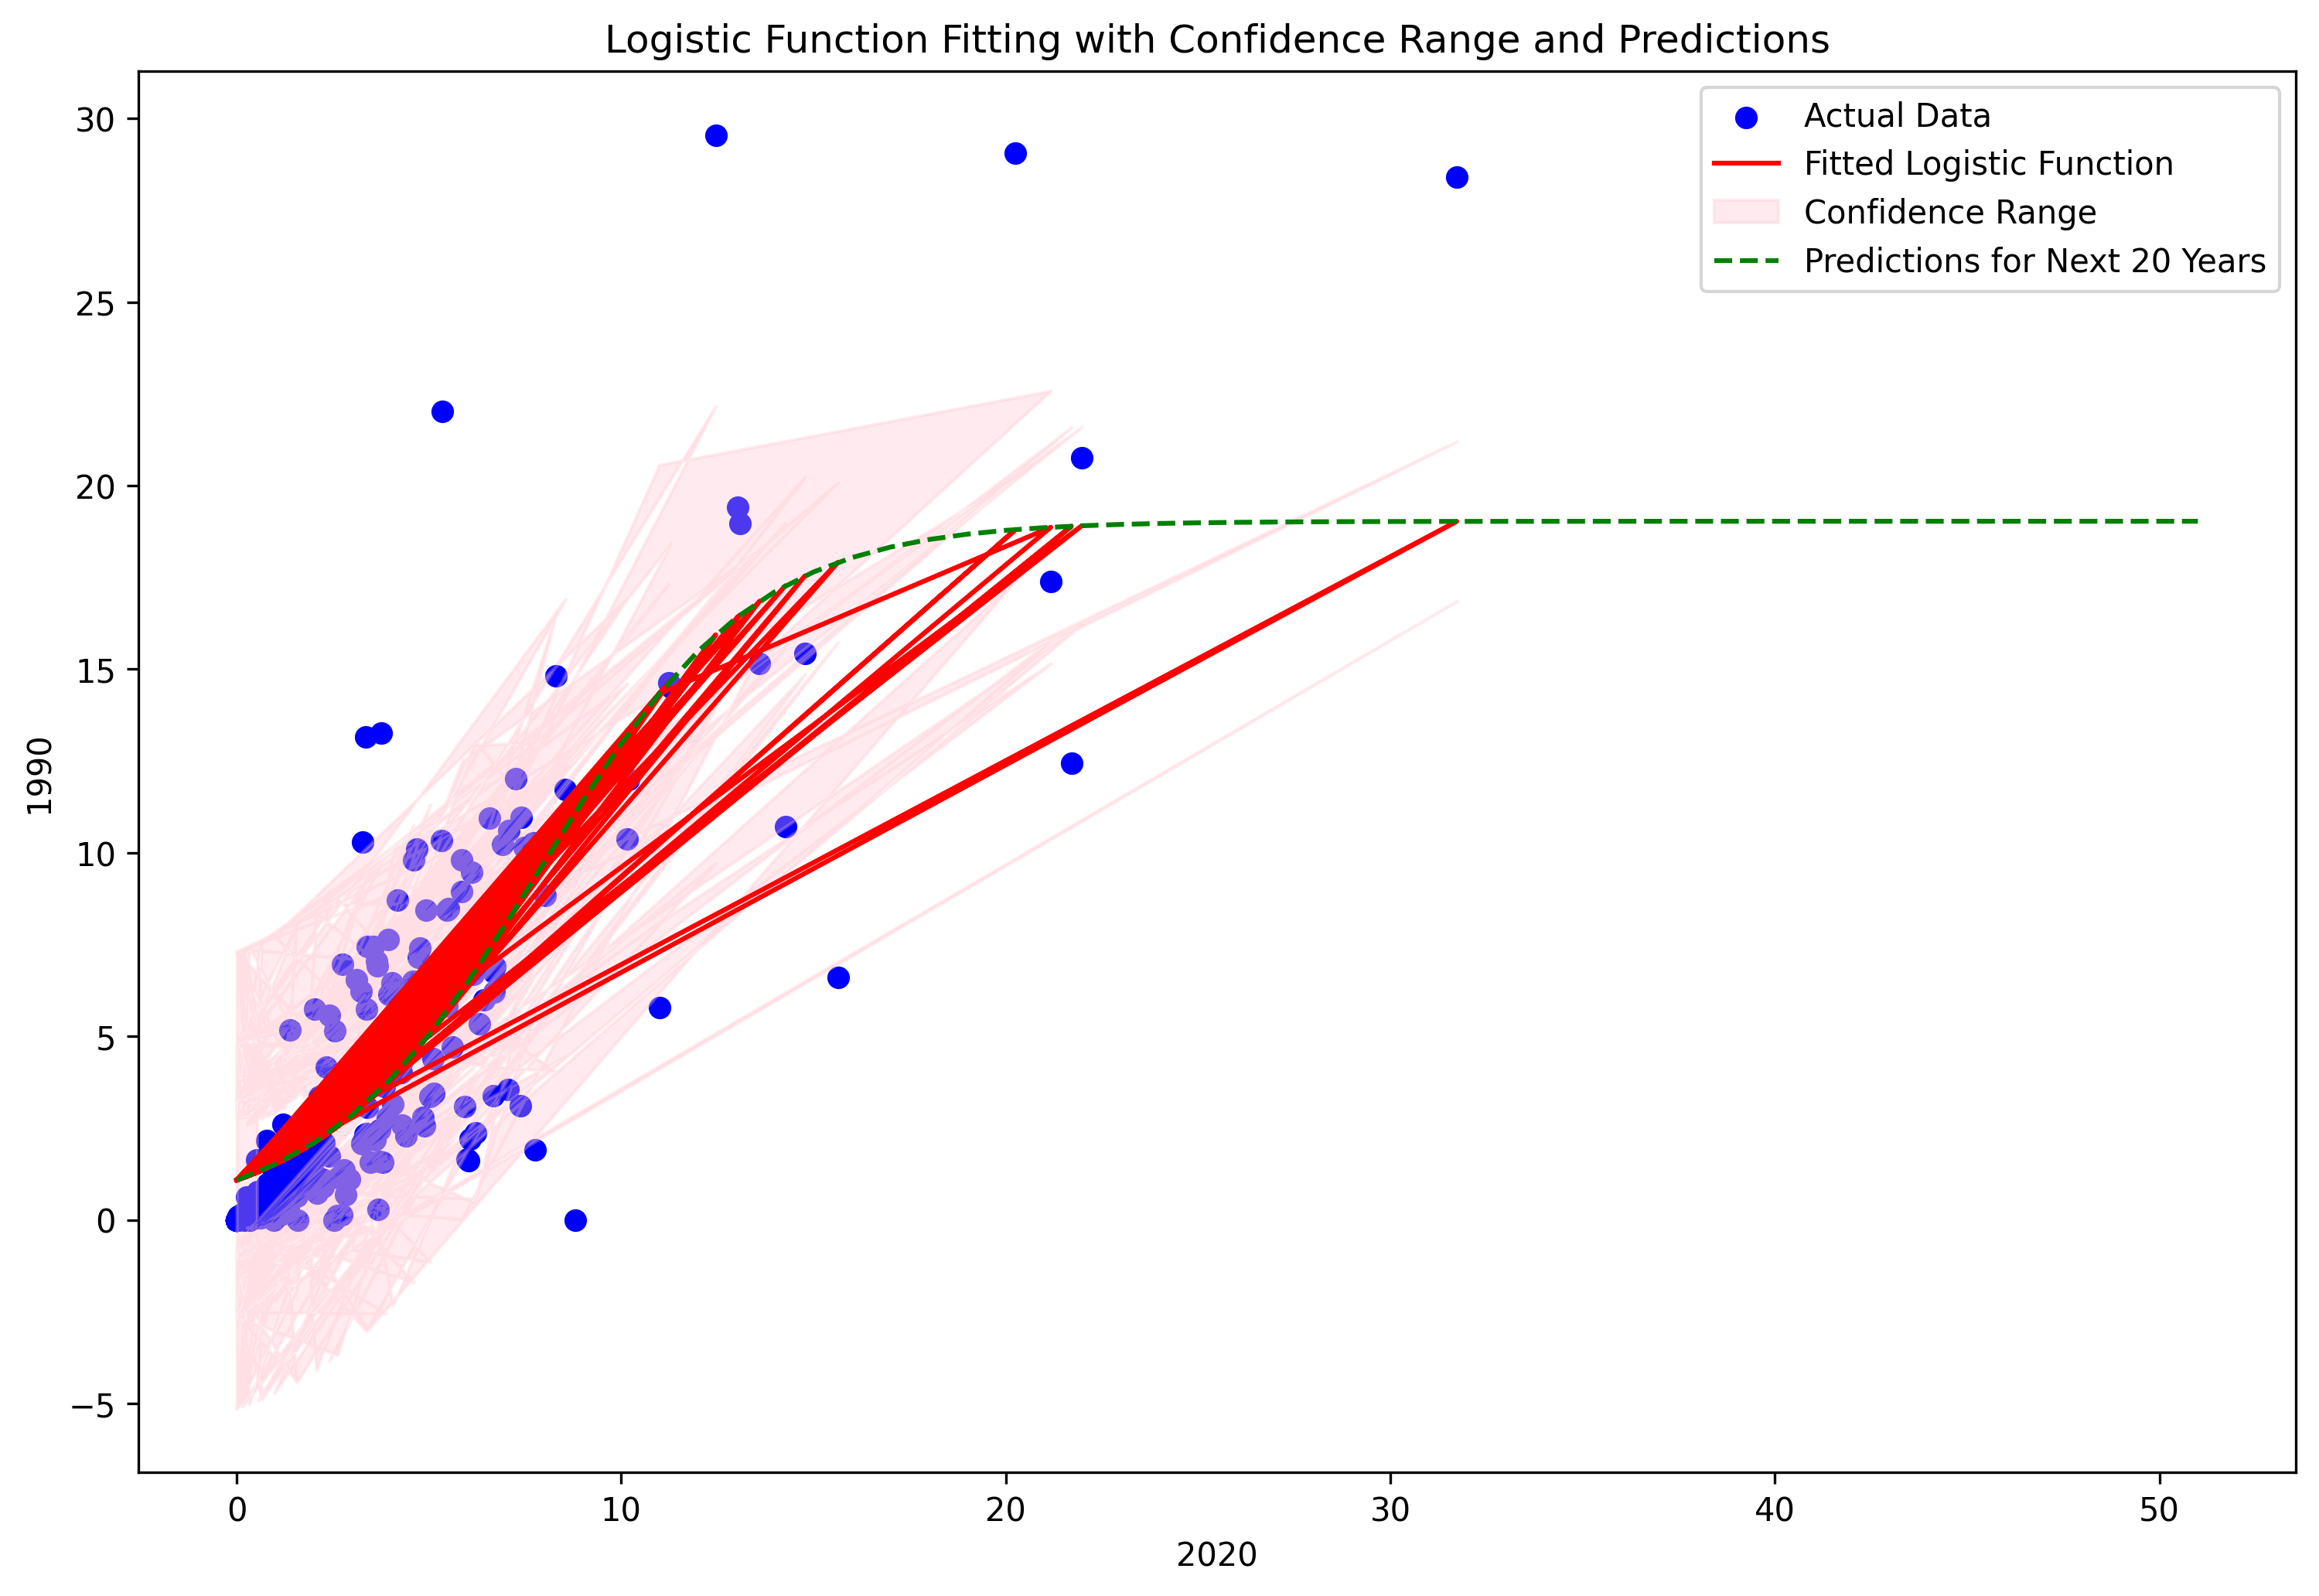 Logistic Function Fitting with Confidence Range and Predictions
Actual Data
Fitted Logistic Function
Confidence Range
Predictions for Next 20 Years
30
25
20
15
10
5
0
−5
1990
0 10 20 30 40 50
2020